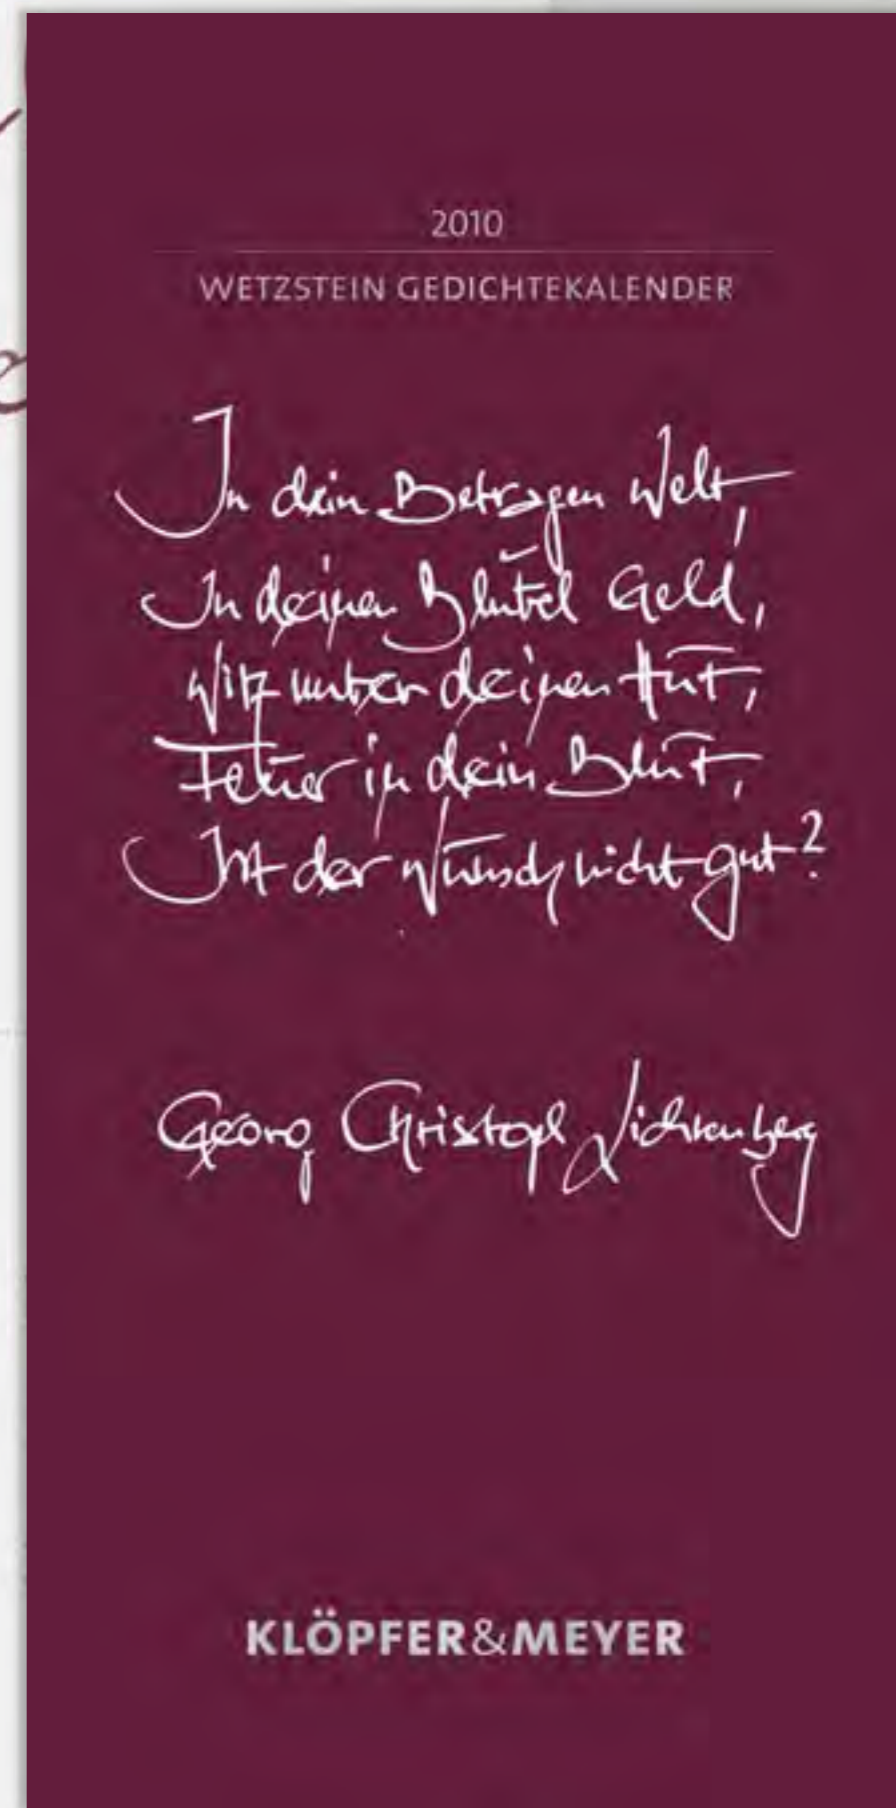 2010
WETZSTEIN GEDICHTEKALENDER
In dein Betragen Welt,
In deinen Beutel Geld,
Witz unter deinen Hut,
Feuer in dein Blut,
Ist der Wunsch nicht gut?
Georg Christoph Lichtenberg
KLÖPFER&MEYER